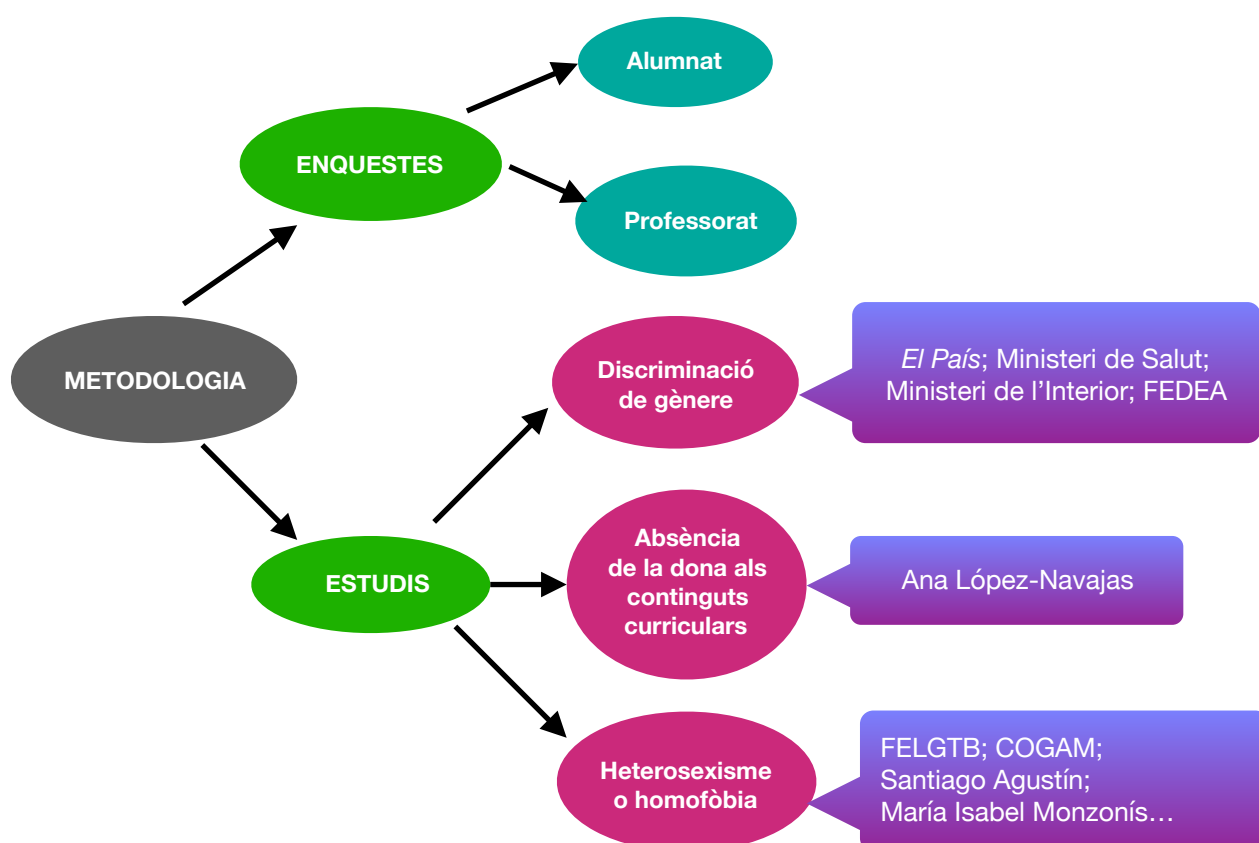 Alumnat
ENQUESTES
Professorat
METODOLOGIA
Discriminació
de gènere
El País; Ministeri de Salut;
Ministeri de l’Interior; FEDEA
Absència
de la dona als
continguts
curriculars
Ana López-Navajas
ESTUDIS
Heterosexisme
o homofòbia
FELGTB; COGAM;
Santiago Agustín;
María Isabel Monzonís…